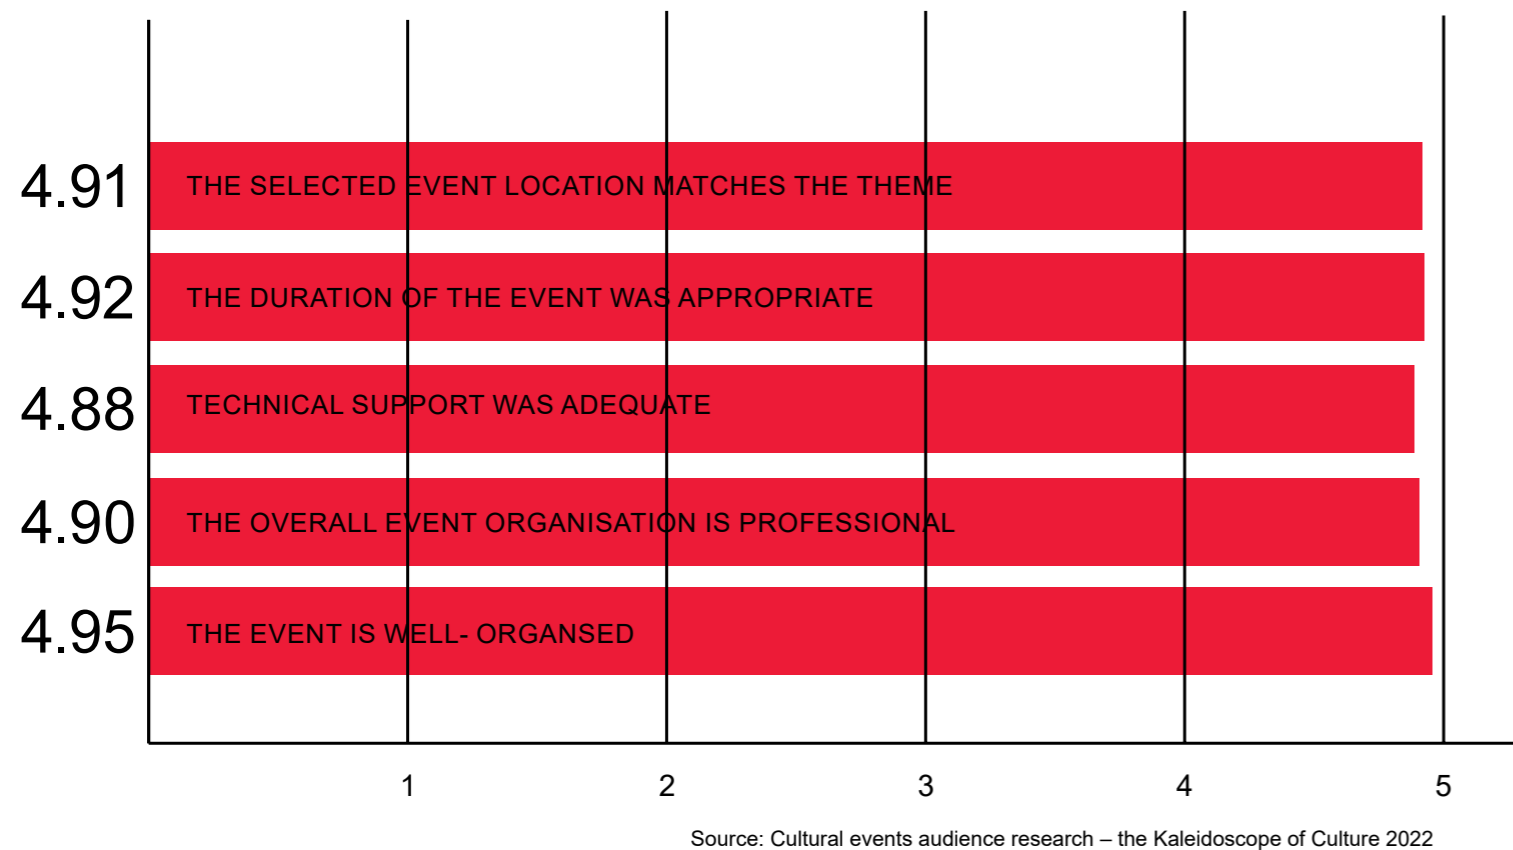 4.91 THE SELECTED EVENT LOCATION MATCHES THE THEME
4.92 THE DURATION OF THE EVENT WAS APPROPRIATE
4.88 TECHNICAL SUPPORT WAS ADEQUATE
4.90 THE OVERALL EVENT ORGANISATION IS PROFESSIONAL
4.95 THE EVENT IS WELL- ORGANSED
1 2 3 4 5
Source: Cultural events audience research – the Kaleidoscope of Culture 2022